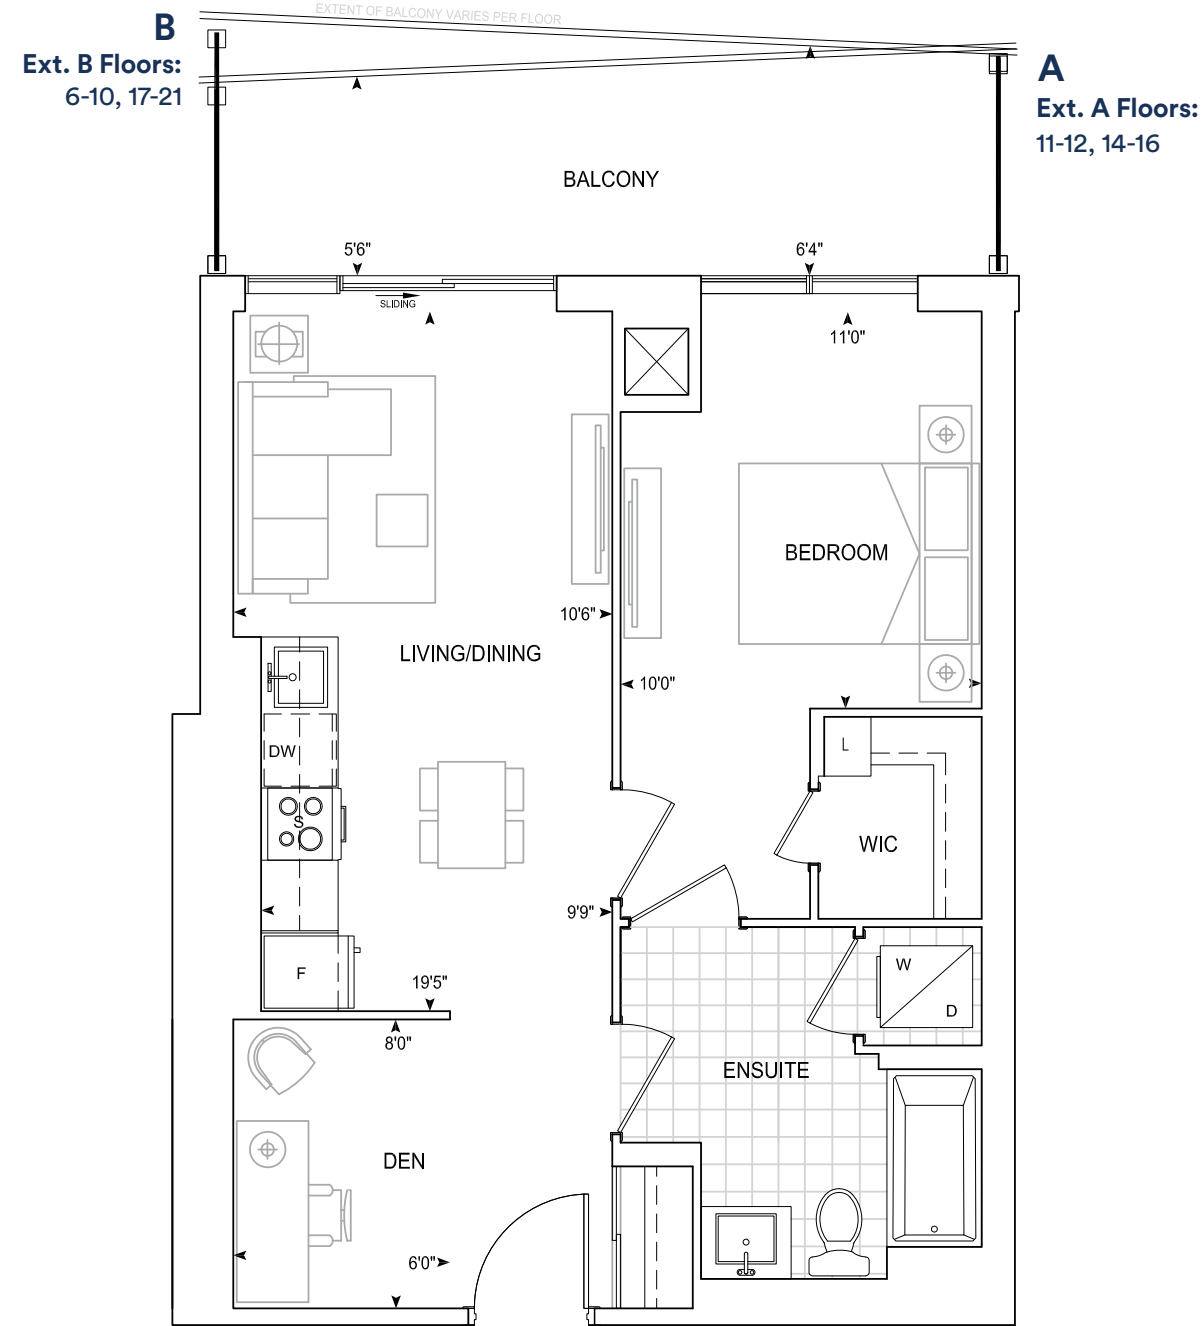 EXTENT OF BALCONY VARIES PER FLOOR
B
Ext. B Floors:
6-10, 17-21
A
Ext. A Floors:
11-12, 14-16
BALCONY
5'6"
6'4"
SLIDING
11'0"
BEDROOM
10'6"
LIVING/DINING
10'0"
DW
L
S
WIC
9'9"
F
19'5"
W
D
8'0"
ENSUITE
DEN
6'0"